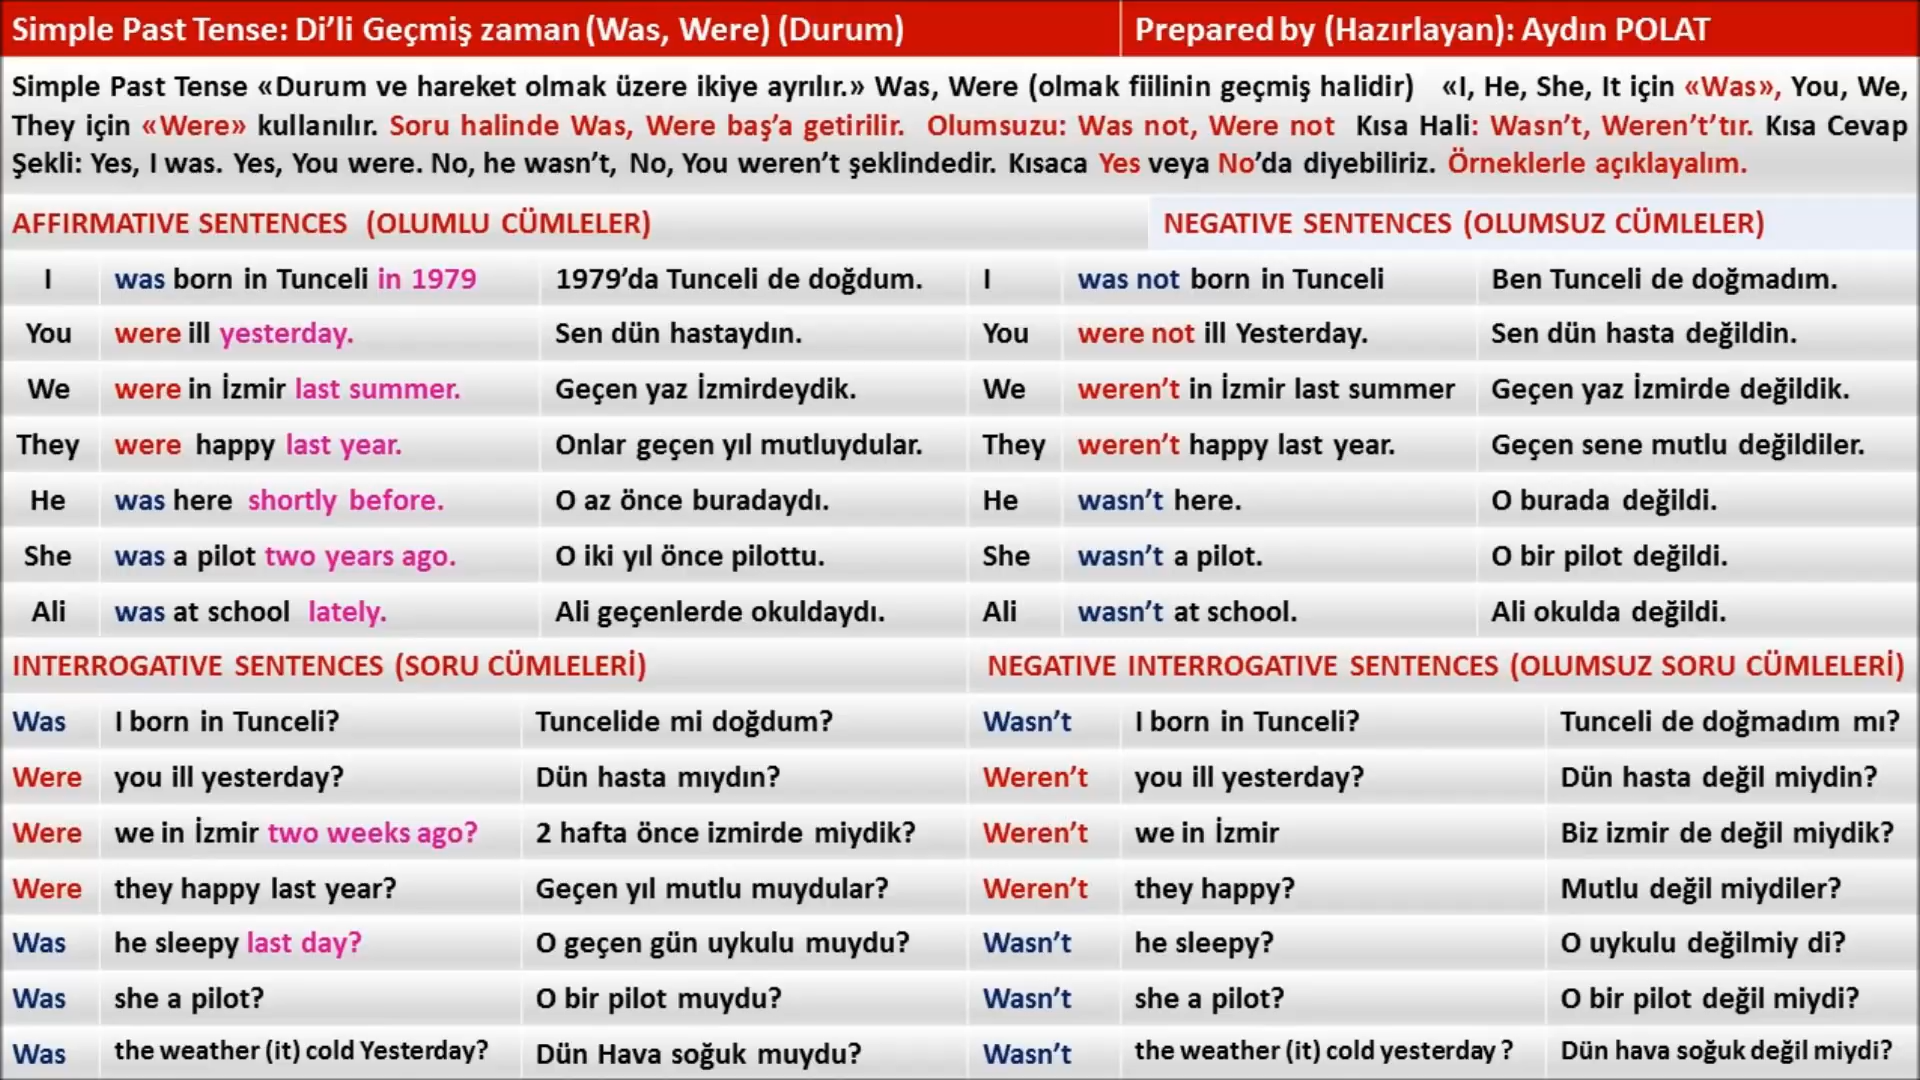 Simple Past Tense: Di’li Geçmiş zaman (Was, Were) (Durum) Prepared by (Hazırlayan): Aydın POLAT
Simple Past Tense «Durum ve hareket olmak üzere ikiye ayrılır.» Was, Were (olmak fiilinin geçmiş halidir) «I, He, She, It için «Was», You, We,
They için «Were» kullanılır. Soru halinde Was, Were baş’a getirilir. Olumsuzu: Was not, Were not Kısa Hali: Wasn’t, Weren’t’tır. Kısa Cevap
Şekli: Yes, I was. Yes, You were. No, he wasn’t, No, You weren’t şeklindedir. Kısaca Yes veya No’da diyebiliriz. Örneklerle açıklayalım.
AFFIRMATIVE SENTENCES (OLUMLU CÜMLELER) NEGATIVE SENTENCES (OLUMSUZ CÜMLELER)
I was born in Tunceli in 1979 1979’da Tunceli de doğdum. I was not born in Tunceli Ben Tunceli de doğmadım.
You were ill yesterday. Sen dün hastaydın. You were not ill Yesterday. Sen dün hasta değildin.
We were in İzmir last summer. Geçen yaz İzmirdeydik. We weren’t in İzmir last summer Geçen yaz İzmirde değildik.
They were happy last year. Onlar geçen yıl mutluydular. They weren’t happy last year. Geçen sene mutlu değildiler.
He was here shortly before. O az önce buradaydı. He wasn’t here. O burada değildi.
She was a pilot two years ago. O iki yıl önce pilottu. She wasn’t a pilot. O bir pilot değildi.
Ali was at school lately. Ali geçenlerde okuldaydı. Ali wasn’t at school. Ali okulda değildi.
INTERROGATIVE SENTENCES (SORU CÜMLELERİ) NEGATIVE INTERROGATIVE SENTENCES (OLUMSUZ SORU CÜMLELERİ)
Was I born in Tunceli? Tuncelide mi doğdum? Wasn’t I born in Tunceli? Tunceli de doğmadım mı?
Were you ill yesterday? Dün hasta mıydın? Weren’t you ill yesterday? Dün hasta değil miydin?
Were we in İzmir two weeks ago? 2 hafta önce izmirde miydik? Weren’t we in İzmir Biz izmir de değil miydik?
Were they happy last year? Geçen yıl mutlu muydular? Weren’t they happy? Mutlu değil miydiler?
Was he sleepy last day? O geçen gün uykulu muydu? Wasn’t he sleepy? O uykulu değilmiy di?
Was she a pilot? O bir pilot muydu? Wasn’t she a pilot? O bir pilot değil miydi?
Was the weather (it) cold Yesterday? Dün Hava soğuk muydu? Wasn’t the weather (it) cold yesterday ? Dün hava soğuk değil miydi?